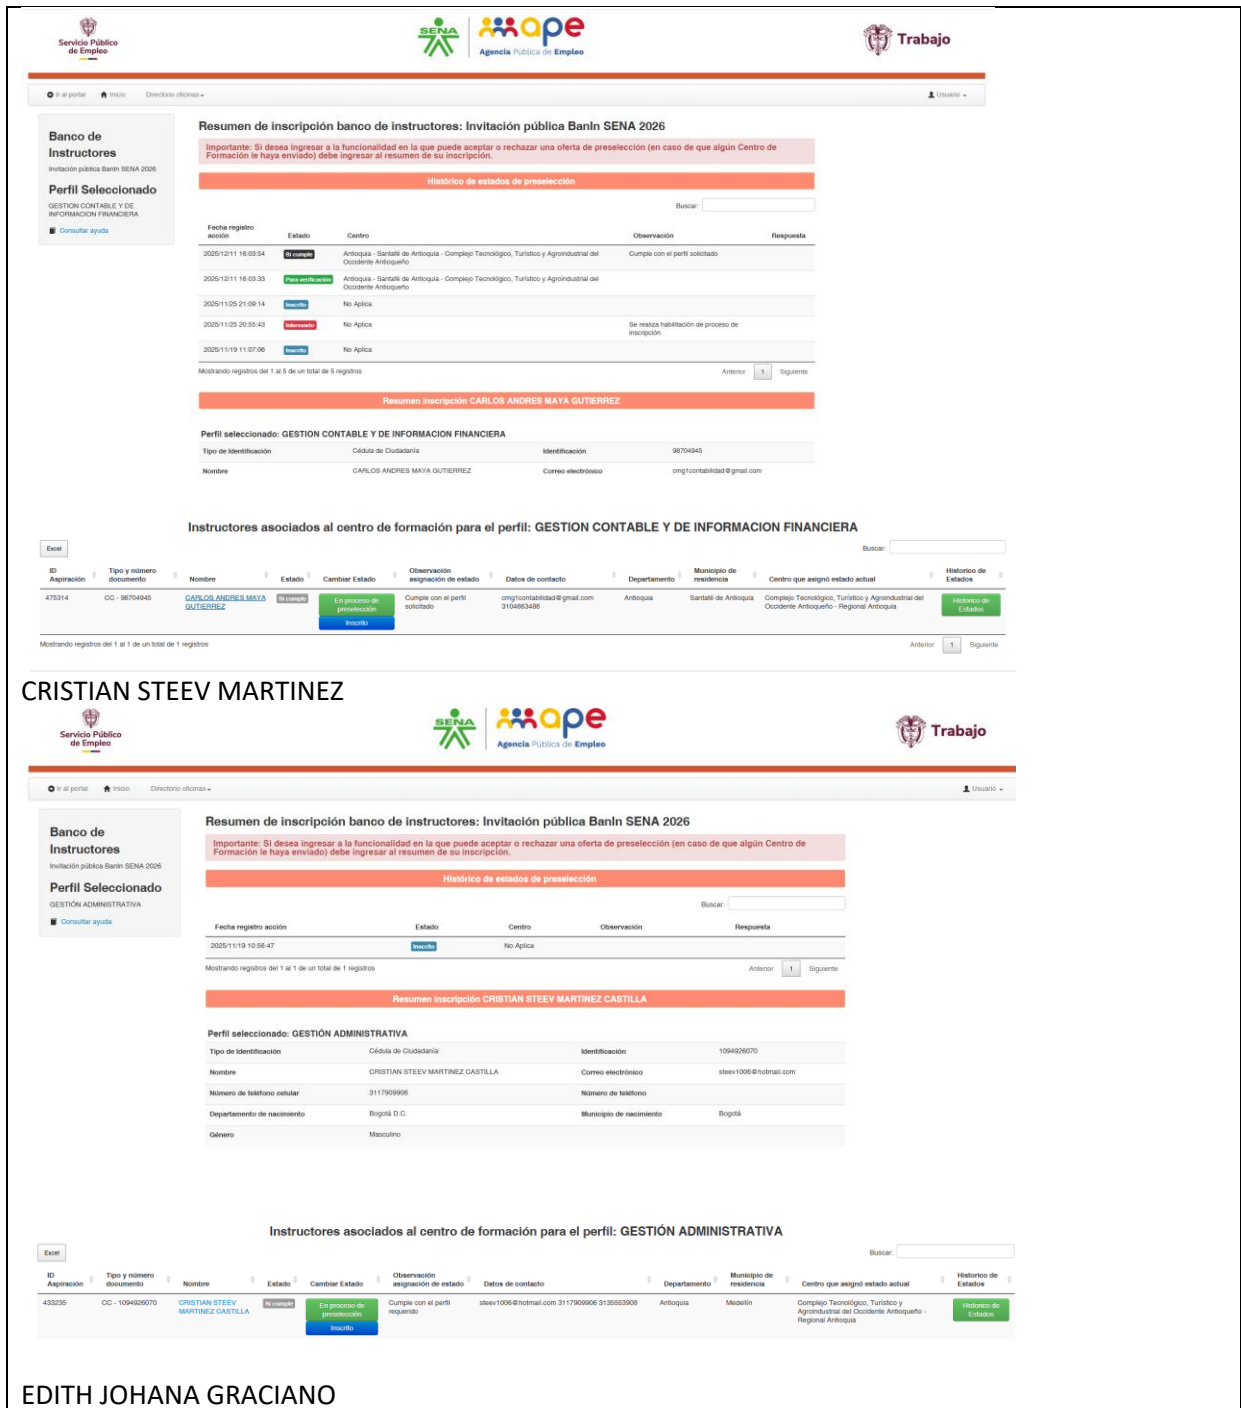 Servicio Público
de Empleo
SENA
ape
Agencia Pública de Empleo
Trabajo
Ir al portal Inicio Directorio oficinas
Usuario
Banco de
Instructores
Invitación pública BanIn SENA 2026
Perfil Seleccionado
GESTION CONTABLE Y DE
INFORMACION FINANCIERA
Consultar ayuda
Resumen de inscripción banco de instructores: Invitación pública BanIn SENA 2026
Importante: Si desea ingresar a la funcionalidad en la que puede aceptar o rechazar una oferta de preselección (en caso de que algún Centro de
Formación le haya enviado) debe ingresar al resumen de su inscripción.
Histórico de estados de preselección
Buscar:
Fecha registro acción Estado Centro Observación Respuesta
2025/12/11 16:03:54 Si cumple Antioquia - Santafé de Antioquia - Complejo Tecnológico, Turístico y Agroindustrial del Occidente Antioqueño Cumple con el perfil solicitado
2025/12/11 16:03:33 Para verificación Antioquia - Santafé de Antioquia - Complejo Tecnológico, Turístico y Agroindustrial del Occidente Antioqueño
2025/11/25 21:09:14 Inscrito No Aplica
2025/11/25 20:55:43 Interesado No Aplica Se realiza habilitación de proceso de inscripción.
2025/11/19 11:07:06 Inscrito No Aplica
Mostrando registros del 1 al 5 de un total de 5 registros
Anterior 1 Siguiente
Resumen inscripción CARLOS ANDRES MAYA GUTIERREZ
Perfil seleccionado: GESTION CONTABLE Y DE INFORMACION FINANCIERA
Tipo de Identificación Cédula de Ciudadanía Identificación 98704945
Nombre CARLOS ANDRES MAYA GUTIERREZ Correo electrónico cmg1contabilidad@gmail.com
Instructores asociados al centro de formación para el perfil: GESTION CONTABLE Y DE INFORMACION FINANCIERA
Excel
Buscar:
ID Aspiración Tipo y número documento Nombre Estado Cambiar Estado Observación asignación de estado Datos de contacto Departamento Municipio de residencia Centro que asignó estado actual Historico de Estados
475314 CC - 98704945 CARLOS ANDRES MAYA GUTIERREZ Si cumple En proceso de preselección Inscrito Cumple con el perfil solicitado cmg1contabilidad@gmail.com 3104663486 Antioquia Santafé de Antioquia Complejo Tecnológico, Turístico y Agroindustrial del Occidente Antioqueño - Regional Antioquia Historico de Estados
Mostrando registros del 1 al 1 de un total de 1 registros
Anterior 1 Siguiente
CRISTIAN STEEV MARTINEZ
Servicio Público
de Empleo
SENA
ape
Agencia Pública de Empleo
Trabajo
Ir al portal Inicio Directorio oficinas
Usuario
Banco de
Instructores
Invitación pública BanIn SENA 2026
Perfil Seleccionado
GESTIÓN ADMINISTRATIVA
Consultar ayuda
Resumen de inscripción banco de instructores: Invitación pública BanIn SENA 2026
Importante: Si desea ingresar a la funcionalidad en la que puede aceptar o rechazar una oferta de preselección (en caso de que algún Centro de
Formación le haya enviado) debe ingresar al resumen de su inscripción.
Histórico de estados de preselección
Buscar:
Fecha registro acción Estado Centro Observación Respuesta
2025/11/19 10:56:47 Inscrito No Aplica
Mostrando registros del 1 al 1 de un total de 1 registros
Anterior 1 Siguiente
Resumen inscripción CRISTIAN STEEV MARTINEZ CASTILLA
Perfil seleccionado: GESTIÓN ADMINISTRATIVA
Tipo de Identificación Cédula de Ciudadanía Identificación 1094926070
Nombre CRISTIAN STEEV MARTINEZ CASTILLA Correo electrónico steev1006@hotmail.com
Número de teléfono celular 3117909906 Número de teléfono
Departamento de nacimiento Bogotá D.C. Municipio de nacimiento Bogotá
Género Masculino
Instructores asociados al centro de formación para el perfil: GESTIÓN ADMINISTRATIVA
Excel
Buscar:
ID Aspiración Tipo y número documento Nombre Estado Cambiar Estado Observación asignación de estado Datos de contacto Departamento Municipio de residencia Centro que asignó estado actual Historico de Estados
433235 CC - 1094926070 CRISTIAN STEEV MARTINEZ CASTILLA Si cumple En proceso de preselección Inscrito Cumple con el perfil requerido steev1006@hotmail.com 3117909906 3135553908 Antioquia Medellín Complejo Tecnológico, Turístico y Agroindustrial del Occidente Antioqueño - Regional Antioquia Historico de Estados
EDITH JOHANA GRACIANO